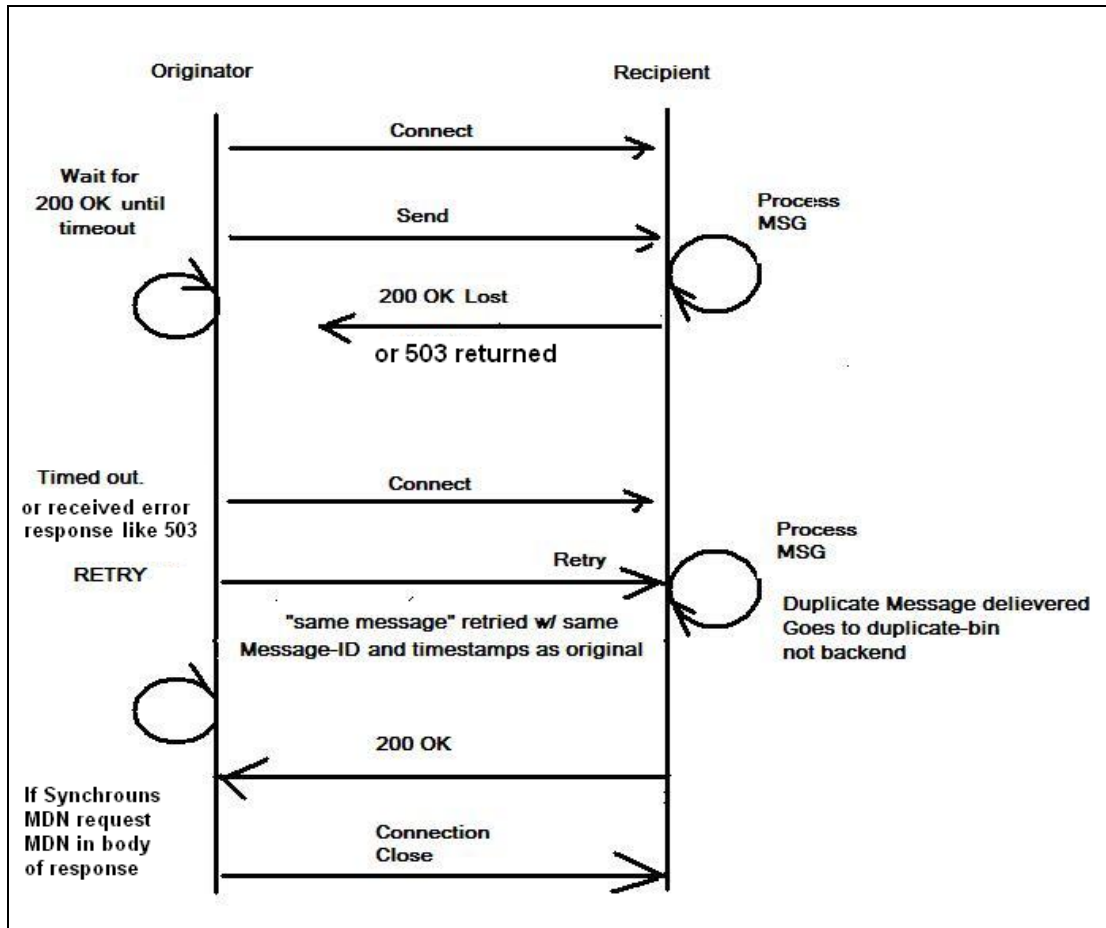 Originator
Recipient
Connect
Wait for
200 OK until
timeout
Send
Process
MSG
200 OK Lost
or 503 returned
Timed out.
or received error
response like 503
RETRY
Connect
Retry
Process
MSG
"same message" retried w/ same
Message-ID and timestamps as original
Duplicate Message delievered
Goes to duplicate-bin
not backend
200 OK
If Synchrouns
MDN request
MDN in body
of response
Connection
Close